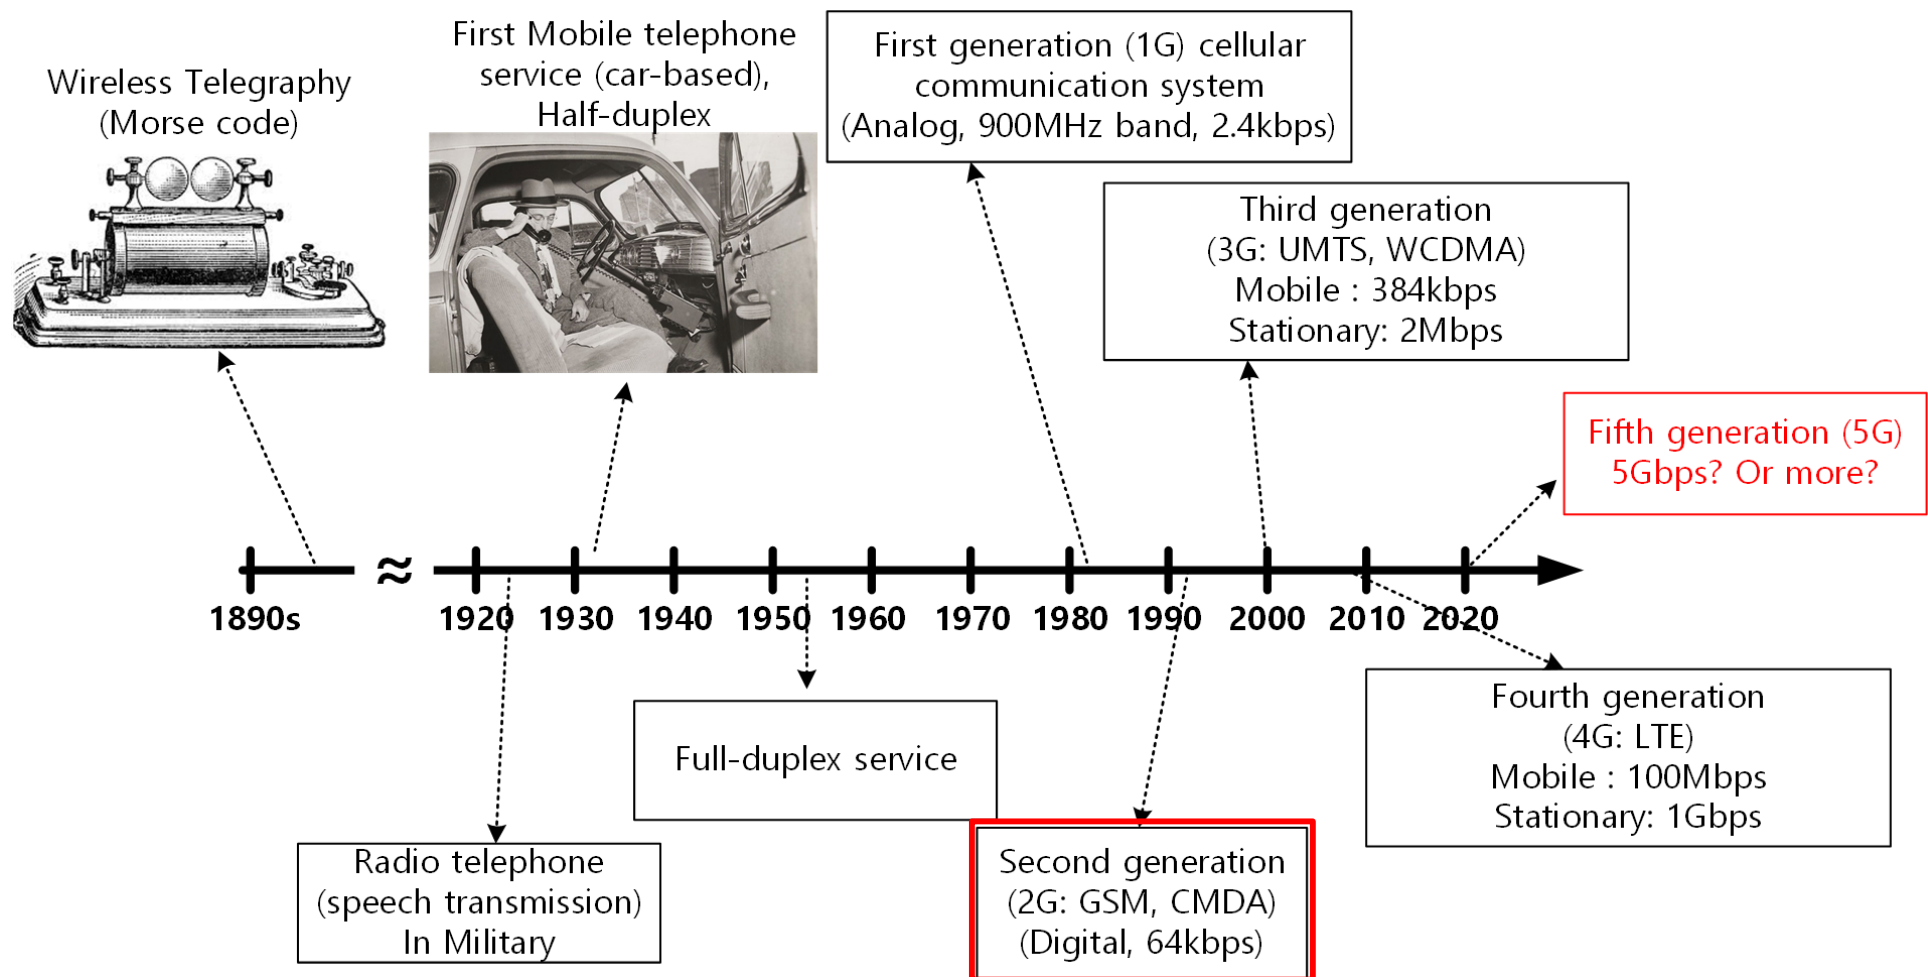 Wireless Telegraphy
(Morse code)
First Mobile telephone
service (car-based),
Half-duplex
First generation (1G) cellular
communication system
(Analog, 900MHz band, 2.4kbps)
Third generation
(3G: UMTS, WCDMA)
Mobile : 384kbps
Stationary: 2Mbps
Fifth generation (5G)
5Gbps? Or more?
≈
1890s 1920 1930 1940 1950 1960 1970 1980 1990 2000 2010 2020
Full-duplex service
Fourth generation
(4G: LTE)
Mobile : 100Mbps
Stationary: 1Gbps
Radio telephone
(speech transmission)
In Military
Second generation
(2G: GSM, CMDA)
(Digital, 64kbps)